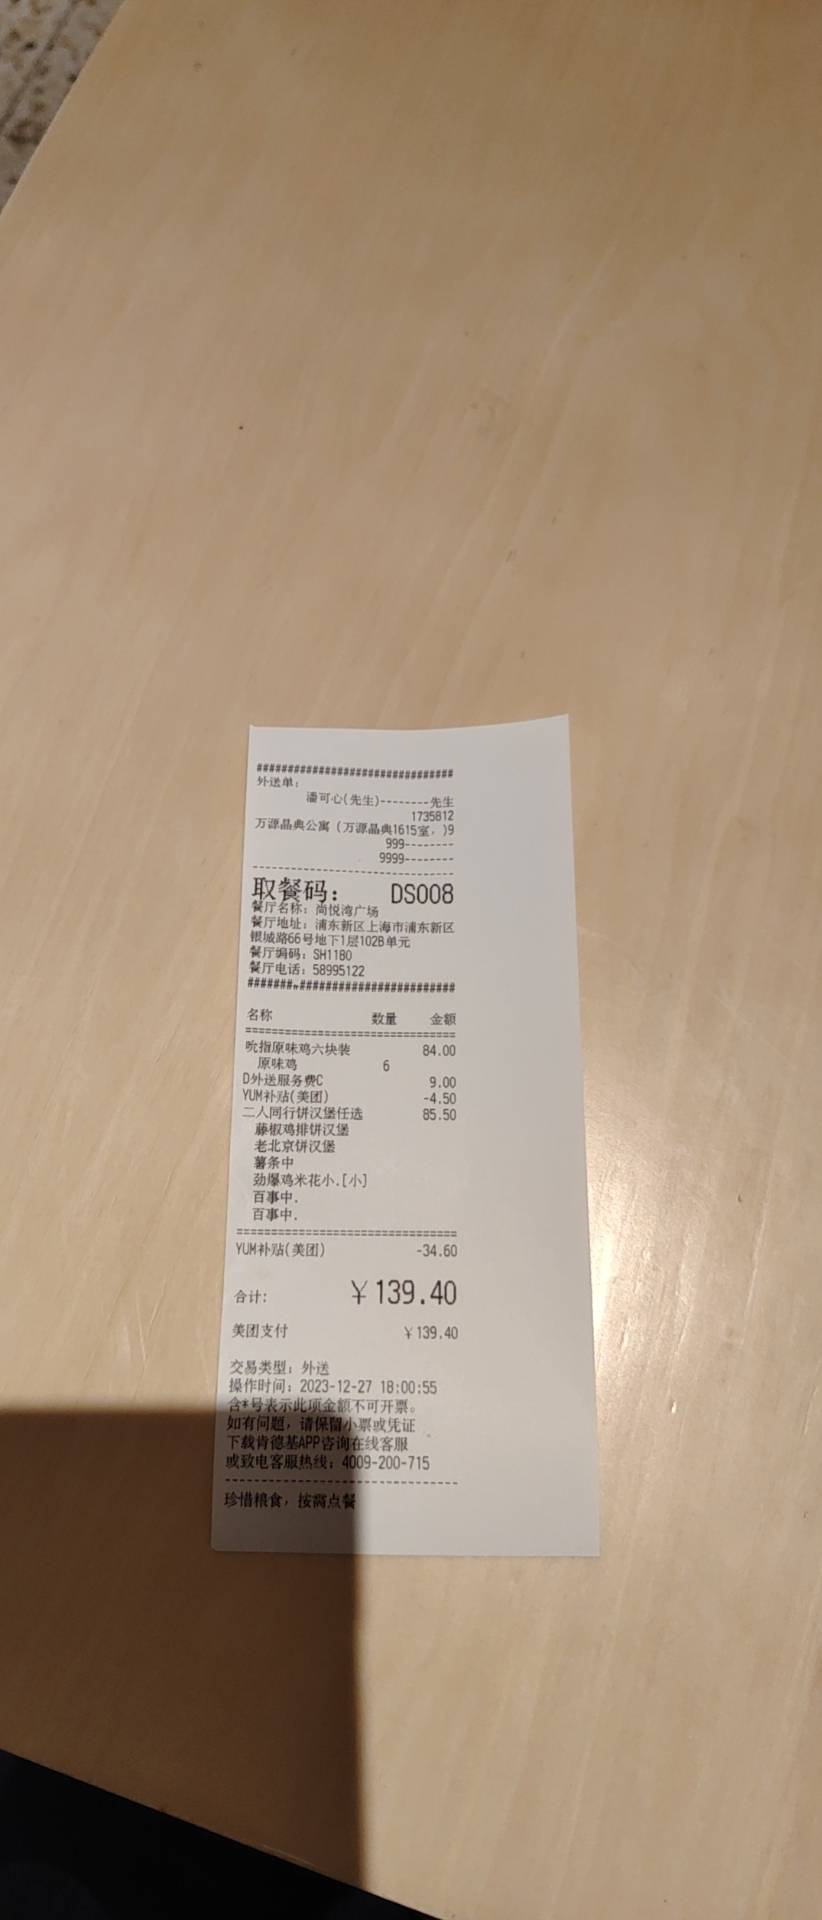 ################################
外送单:
潘可心(先生)--------先生
1735812
万源晶典公寓 (万源晶典1615室, )9
999--------
9999--------
--------------------------------
取餐码: DS008
餐厅名称: 尚悦湾广场
餐厅地址: 浦东新区上海市浦东新区
银城路66号地下1层102B单元
餐厅编码: SH1180
餐厅电话: 58995122
################################
名称 数量 金额
================================
吮指原味鸡六块装 84.00
原味鸡 6
D外送服务费C 9.00
YUM补贴(美团) -4.50
二人同行饼汉堡任选 85.50
藤椒鸡排饼汉堡
老北京饼汉堡
薯条中
劲爆鸡米花小.[小]
百事中.
百事中.
================================
YUM补贴(美团) -34.60
合计: ￥139.40
美团支付 ￥139.40
交易类型: 外送
操作时间: 2023-12-27 18:00:55
含*号表示此项金额不可开票。
如有问题, 请保留小票或凭证
下载肯德基APP咨询在线客服
或致电客服热线: 4009-200-715
--------------------------------
珍惜粮食, 按需点餐